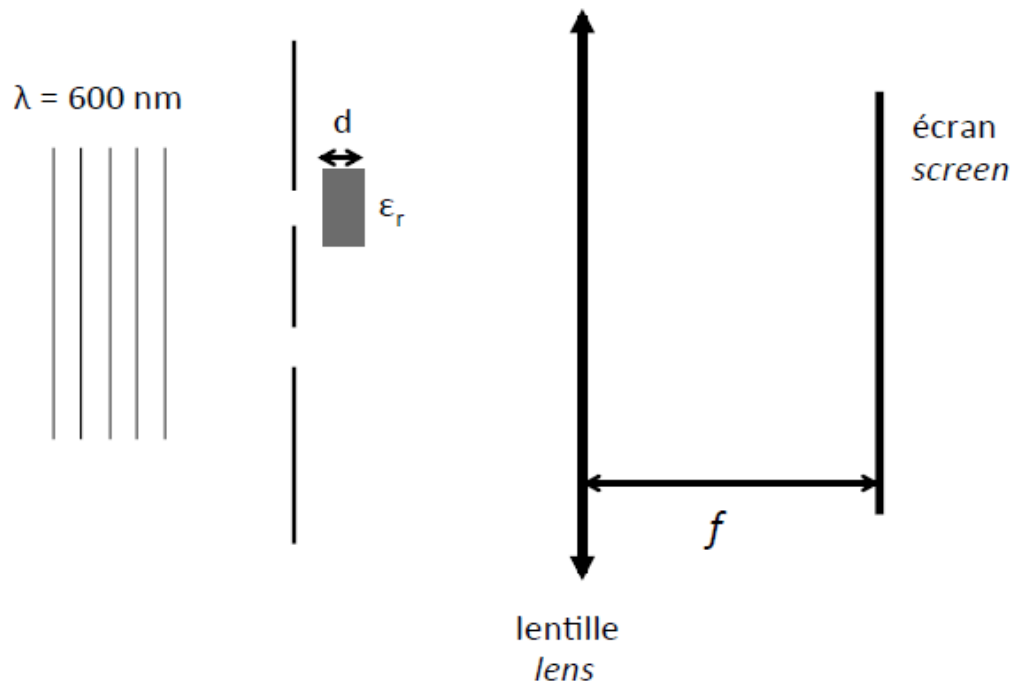 λ = 600 nm
d
εr
écran
screen
f
lentille
lens